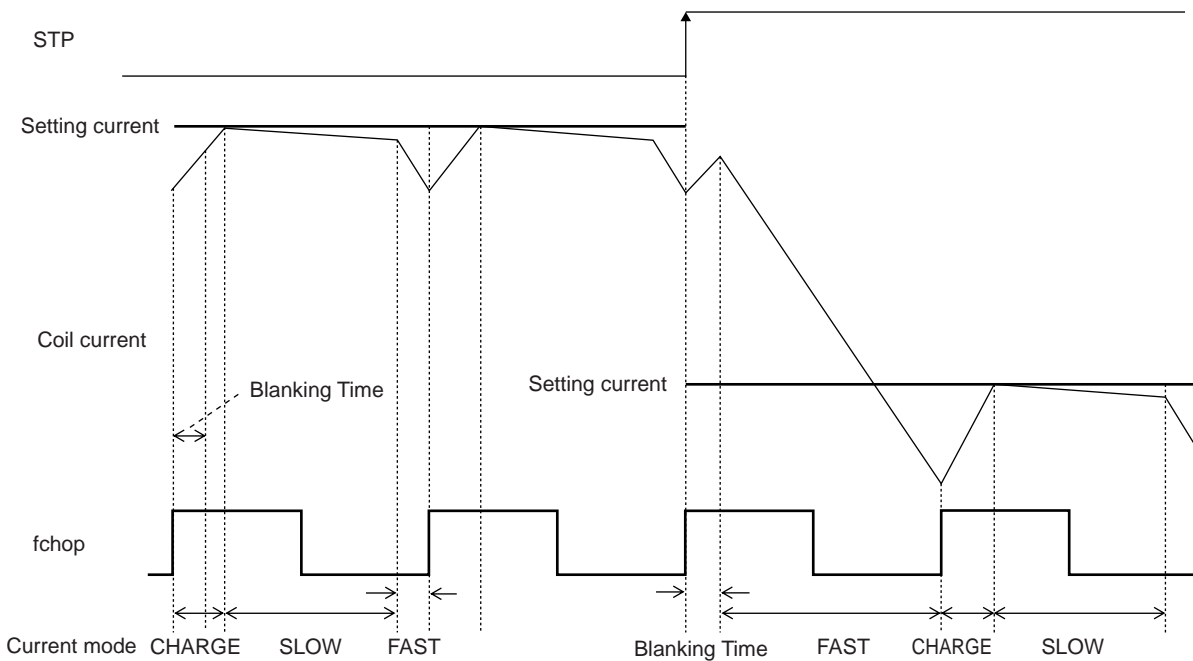 STP
Setting current
Coil current
Blanking Time
Setting current
fchop
Current mode CHARGE SLOW FAST Blanking Time FAST CHARGE SLOW